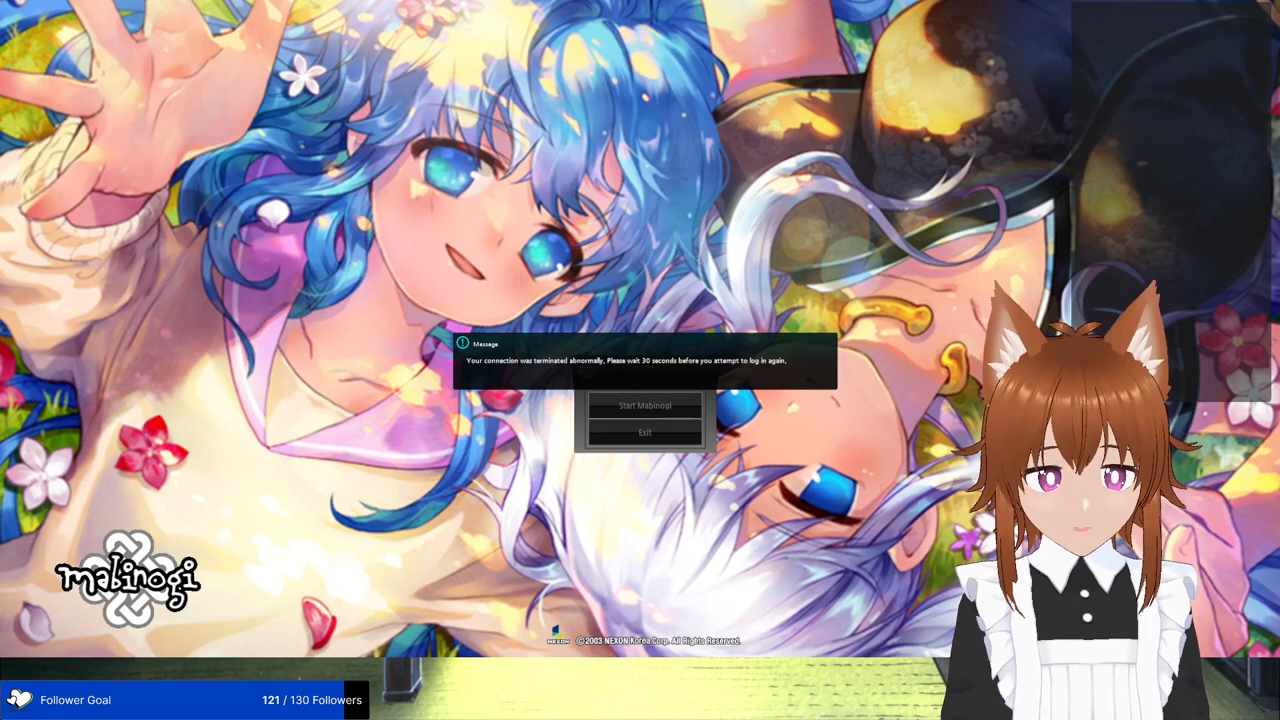 Message
Your connection was terminated abnormally. Please wait 30 seconds before you attempt to log in again.
Start Mabinogi
Exit
mabinogi
NEXON ©2003 NEXON Korea Corp. All Rights Reserved.
Follower Goal 121 / 130 Followers